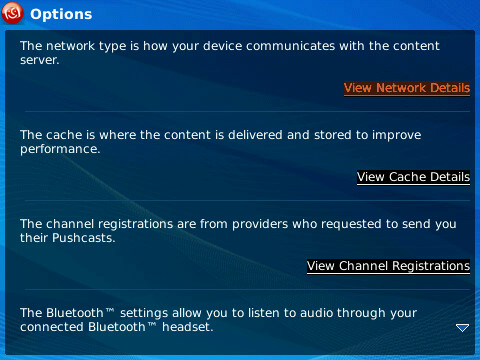 Options
The network type is how your device communicates with the content
server.
View Network Details
The cache is where the content is delivered and stored to improve
performance.
View Cache Details
The channel registrations are from providers who requested to send you
their Pushcasts.
View Channel Registrations
The Bluetooth™ settings allow you to listen to audio through your
connected Bluetooth™ headset.